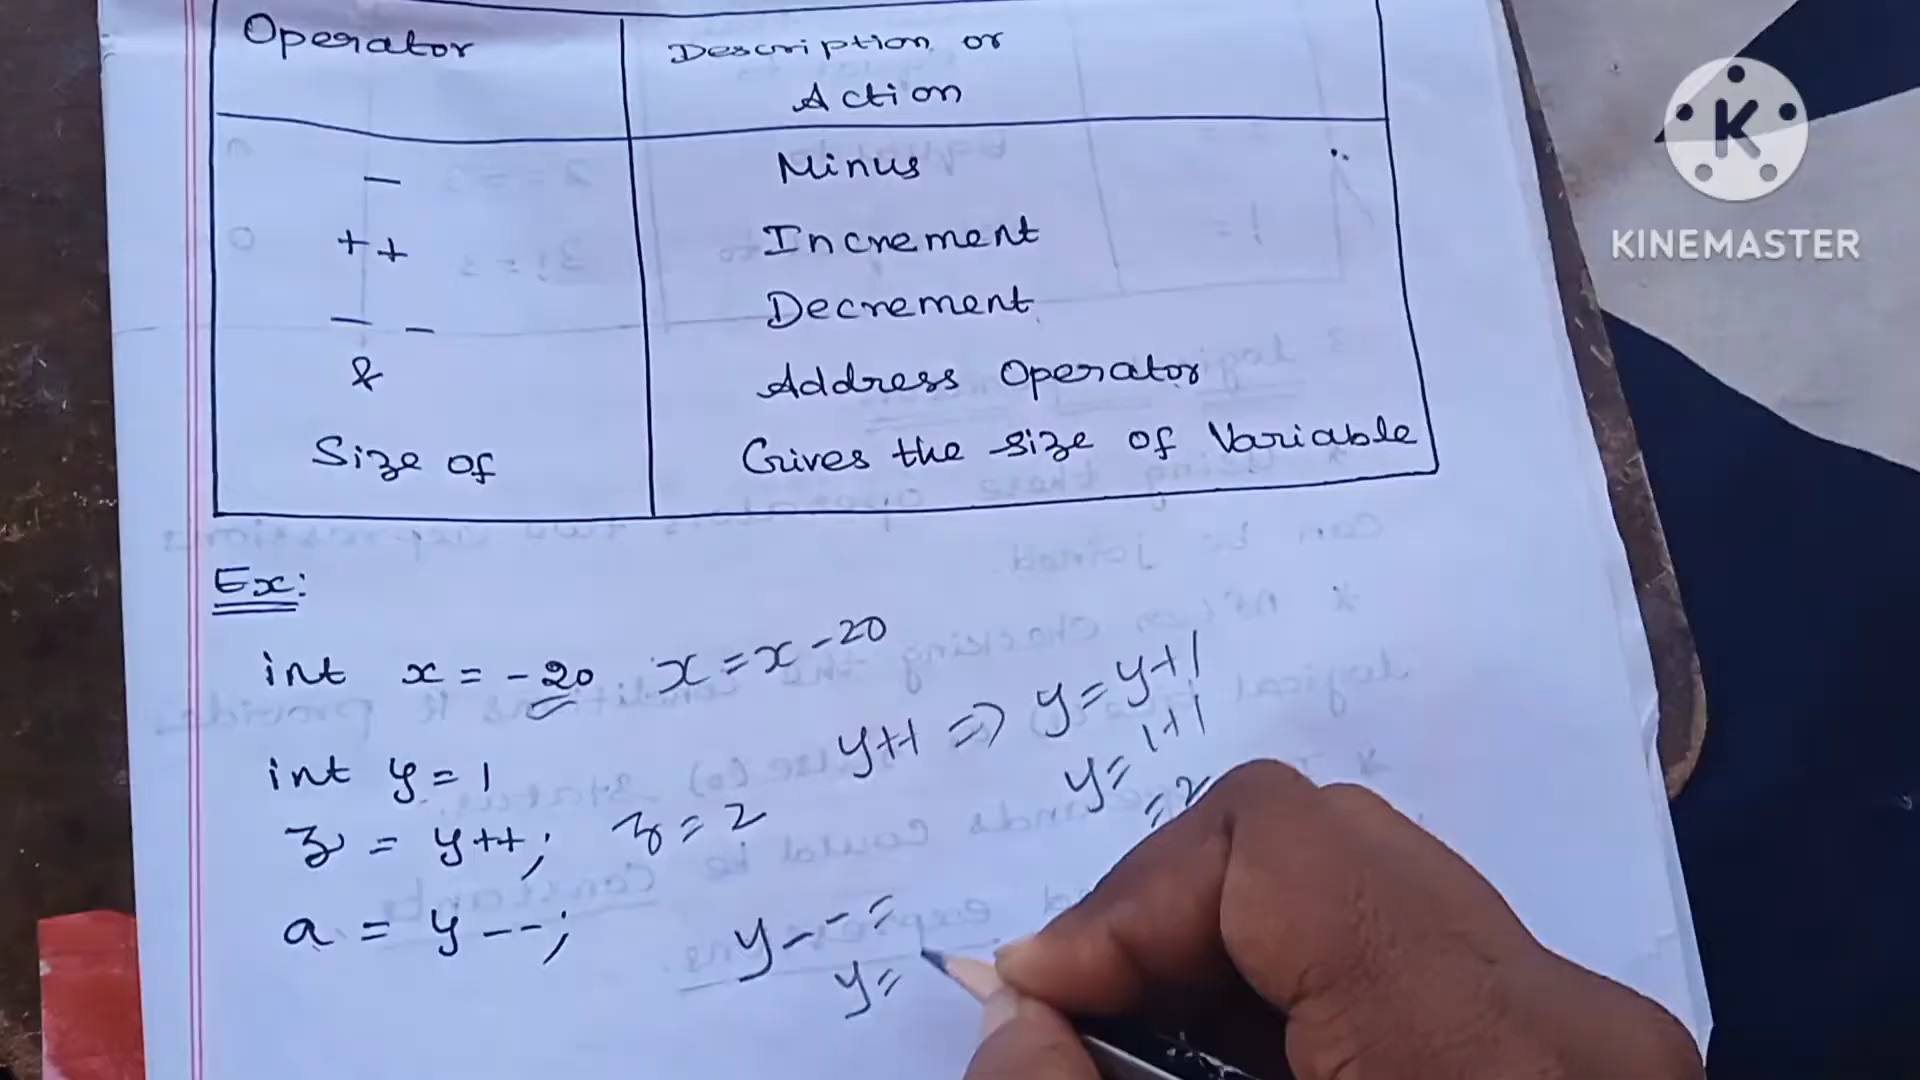 Operator Description or
Action
- Minus
++ Increment
-- Decrement
& Address Operator
Size of Gives the size of Variable
Ex:
int x = -20 x = x -20
int y = 1 y++ => y = y+1
y= 1+1
z = y++; z = 2 = 2
a = y --; y -- =
y =
K
KINEMASTER